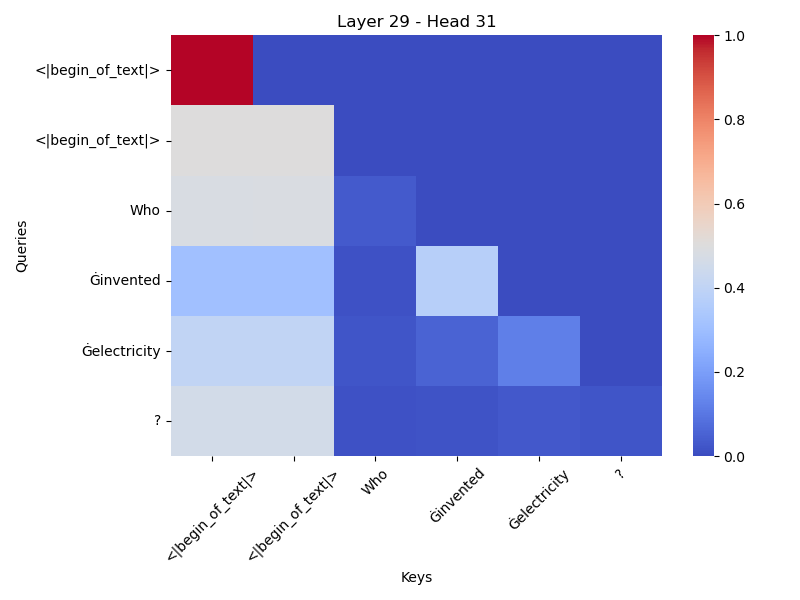 Layer 29 - Head 31
<|begin_of_text|>
<|begin_of_text|>
Who
Ġinvented
Ġelectricity
?
Queries
<|begin_of_text|>
<|begin_of_text|>
Who
Ġinvented
Ġelectricity
?
Keys
1.0
0.8
0.6
0.4
0.2
0.0